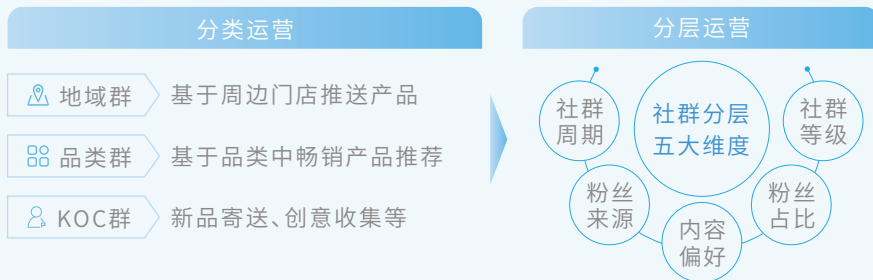 分类运营
地域群
基于周边门店推送产品
品类群
基于品类中畅销产品推荐
KOC群
新品寄送、创意收集等
分层运营
社群分层
五大维度
社群
周期
粉丝
来源
内容
偏好
粉丝
占比
社群
等级